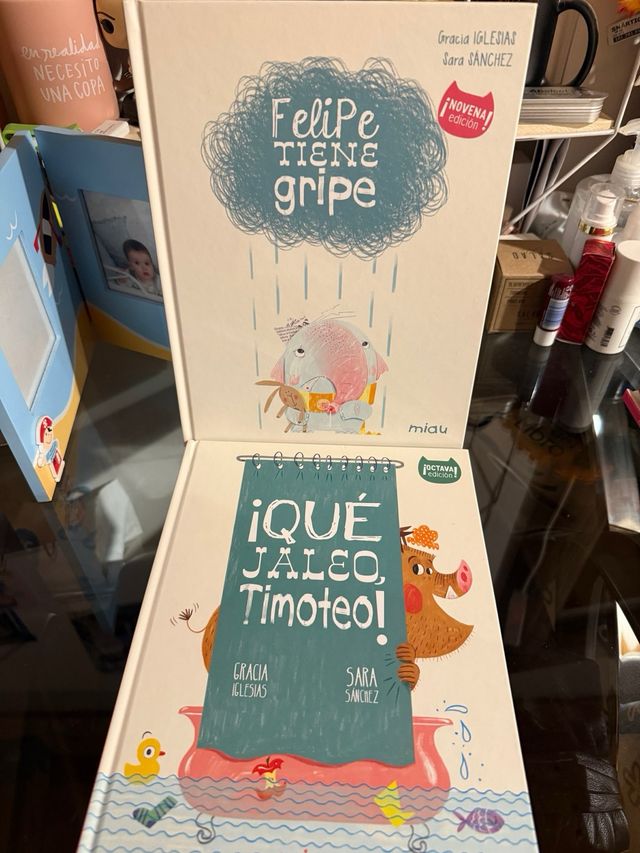 en realidad
NECESITO
UNA COPA
Gracia IGLESIAS
Sara SÁNCHEZ
¡NOVENA!
edición
FeliPe
TIENE
gripe
miau
¡OCTAVA!
edición
¡QUÉ
JALEO,
Timoteo!
GRACIA
IGLESIAS
SARA
SÁNCHEZ